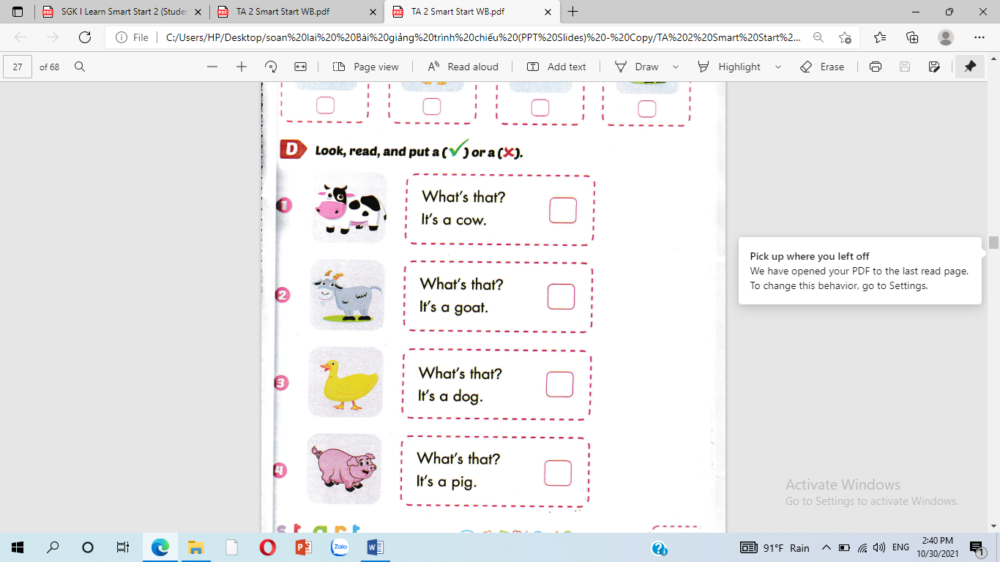 SGK I Learn Smart Start 2 (Studer
TA 2 Smart Start WB.pdf
TA 2 Smart Start WB.pdf
File
C:/Users/HP/Desktop/soan%20lai%20%20Bài%20giảng%20trình%20chiếu%20(PPT%20Slides)%20-%20Copy/TA%202%20Smart%20Start%2...
27 of 68
Page view
Read aloud
Add text
Draw
Highlight
Erase
D Look, read, and put a (✓) or a (✗).
1
What's that?
It's a cow.
2
What's that?
It's a goat.
3
What's that?
It's a dog.
4
What's that?
It's a pig.
start
Pick up where you left off
We have opened your PDF to the last read page.
To change this behavior, go to Settings.
Activate Windows
Go to Settings to activate Windows.
Zalo
91°F Rain
ENG
2:40 PM
10/30/2021
1